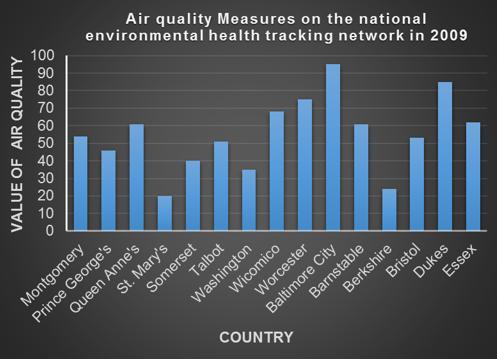 Air quality Measures on the national
environmental health tracking network in 2009
VALUE OF AIR QUALITY
100
90
80
70
60
50
40
30
20
10
0
Montgomery
Prince George's
Queen Anne's
St. Mary's
Somerset
Talbot
Washington
Wicomico
Worcester
Baltimore City
Barnstable
Berkshire
Bristol
Dukes
Essex
COUNTRY